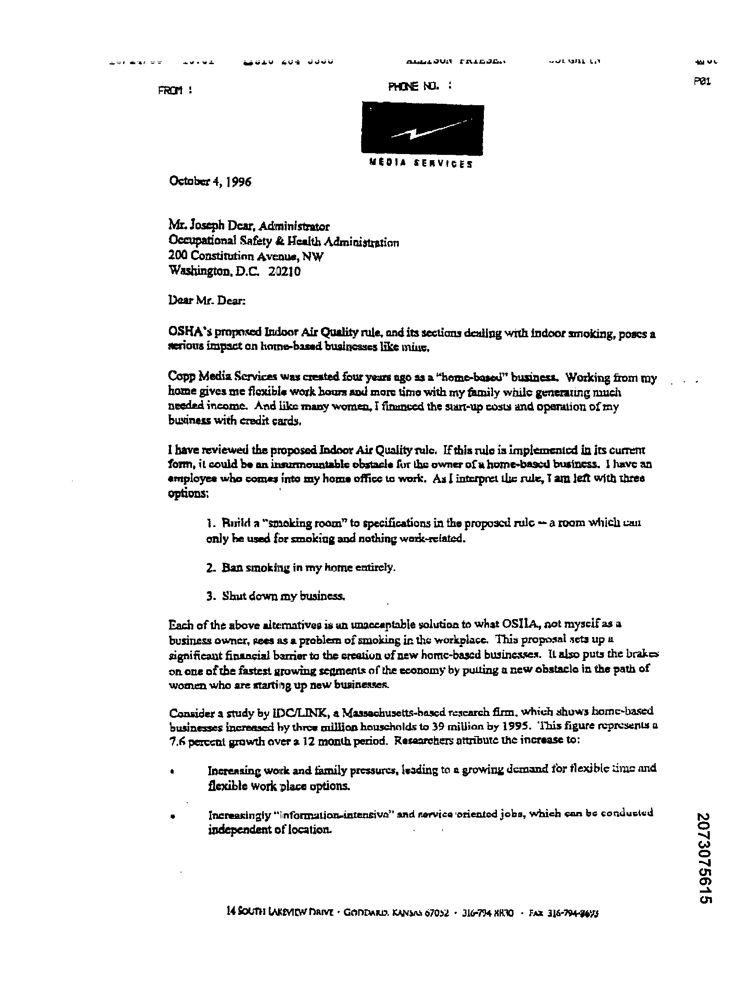 ALLISON FRIESEN
FROM : PHONE NO. : P01
MEDIA SERVICES
October 4, 1996
Mr. Joseph Dear, Administrator
Occupational Safety & Health Administration
200 Constitution Avenue, NW
Washington, D.C. 20210
Dear Mr. Dear:
OSHA's proposed Indoor Air Quality rule, and its sections dealing with indoor smoking, poses a
serious impact on home-based businesses like mine.
Copp Media Services was created four years ago as a "home-based" business. Working from my
home gives me flexible work hours and more time with my family while generating much
needed income. And like many women, I financed the start-up costs and operation of my
business with credit cards.
I have reviewed the proposed Indoor Air Quality rule. If this rule is implemented in its current
form, it could be an insurmountable obstacle for the owner of a home-based business. I have an
employee who comes into my home office to work. As I interpret the rule, I am left with three
options:
1. Build a "smoking room" to specifications in the proposed rule -- a room which can
only be used for smoking and nothing work-related.
2. Ban smoking in my home entirely.
3. Shut down my business.
Each of the above alternatives is an unacceptable solution to what OSHA, not myself as a
business owner, sees as a problem of smoking in the workplace. This proposal sets up a
significant financial barrier to the creation of new home-based businesses. It also puts the brakes
on one of the fastest growing segments of the economy by putting a new obstacle in the path of
women who are starting up new businesses.
Consider a study by IDC/LINK, a Massachusetts-based research firm, which shows home-based
businesses increased by three million households to 39 million by 1995. This figure represents a
7.6 percent growth over a 12 month period. Researchers attribute the increase to:
• Increasing work and family pressures, leading to a growing demand for flexible time and
flexible work place options.
• Increasingly "information-intensive" and service oriented jobs, which can be conducted
independent of location.
2073075615
14 SOUTH LAKEVIEW DRIVE · GODDARD, KANSAS 67052 · 316-794 · FAX